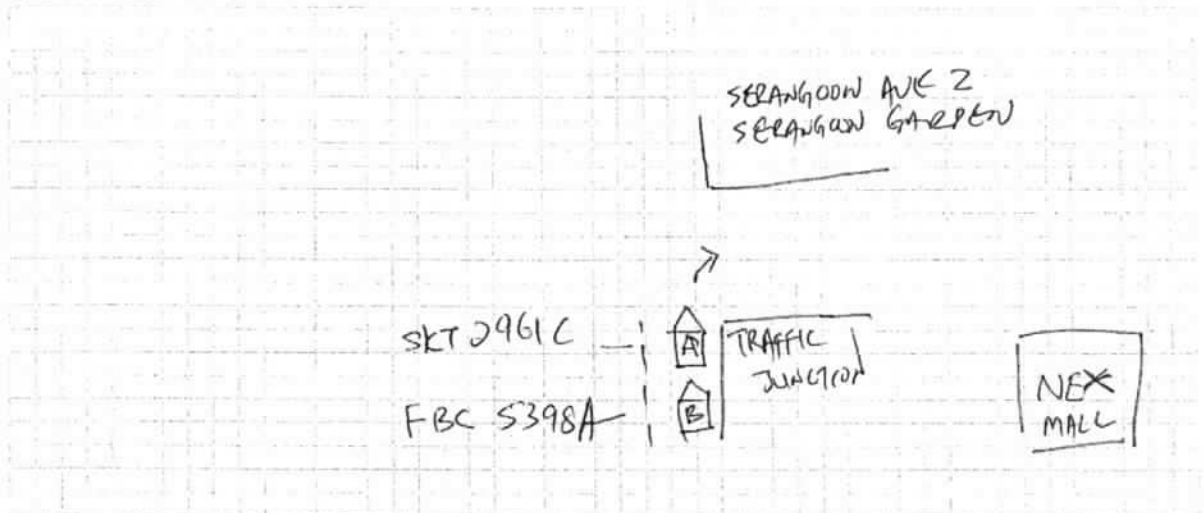 SERANGOON AVE 2
SERANGOON GARDEN
SKT 2961C
A
TRAFFIC
JUNCTION
FBC 5398A
B
NEX
MALL